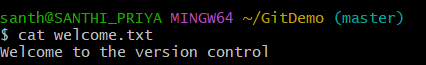 santh@SANTHI_PRIYA MINGW64 ~/GitDemo (master)
$ cat welcome.txt
Welcome to the version control